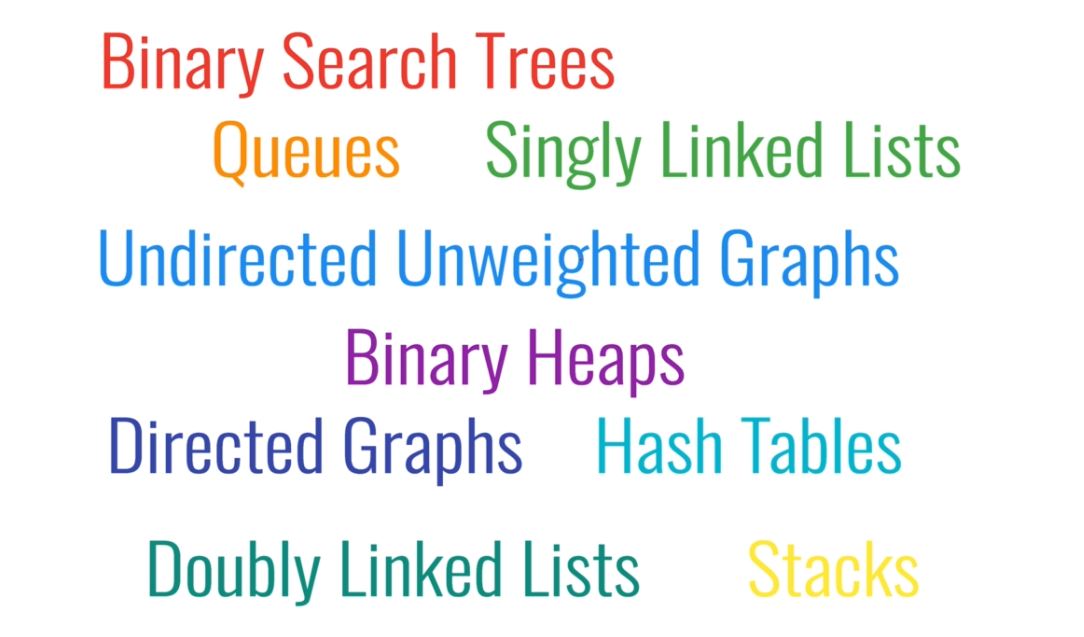 Binary Search Trees
Queues Singly Linked Lists
Undirected Unweighted Graphs
Binary Heaps
Directed Graphs Hash Tables
Doubly Linked Lists Stacks